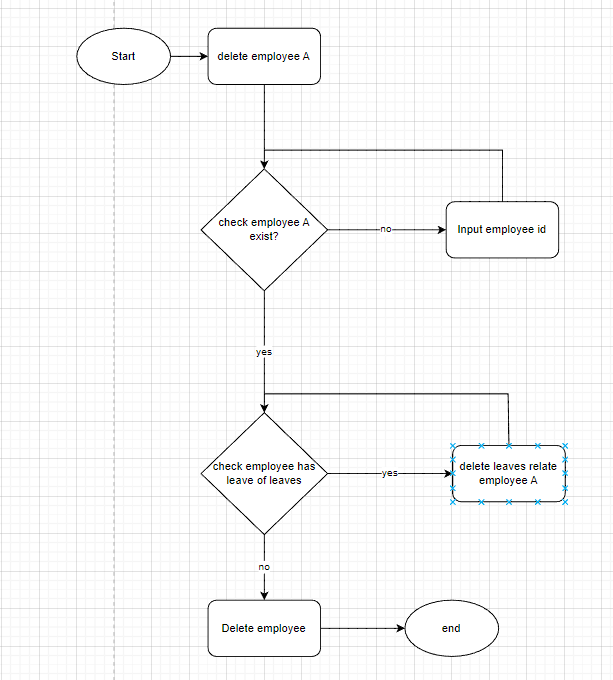 Start
delete employee A
check employee A
exist?
no
Input employee id
yes
check employee has
leave of leaves
yes
delete leaves relate
employee A
no
Delete employee
end